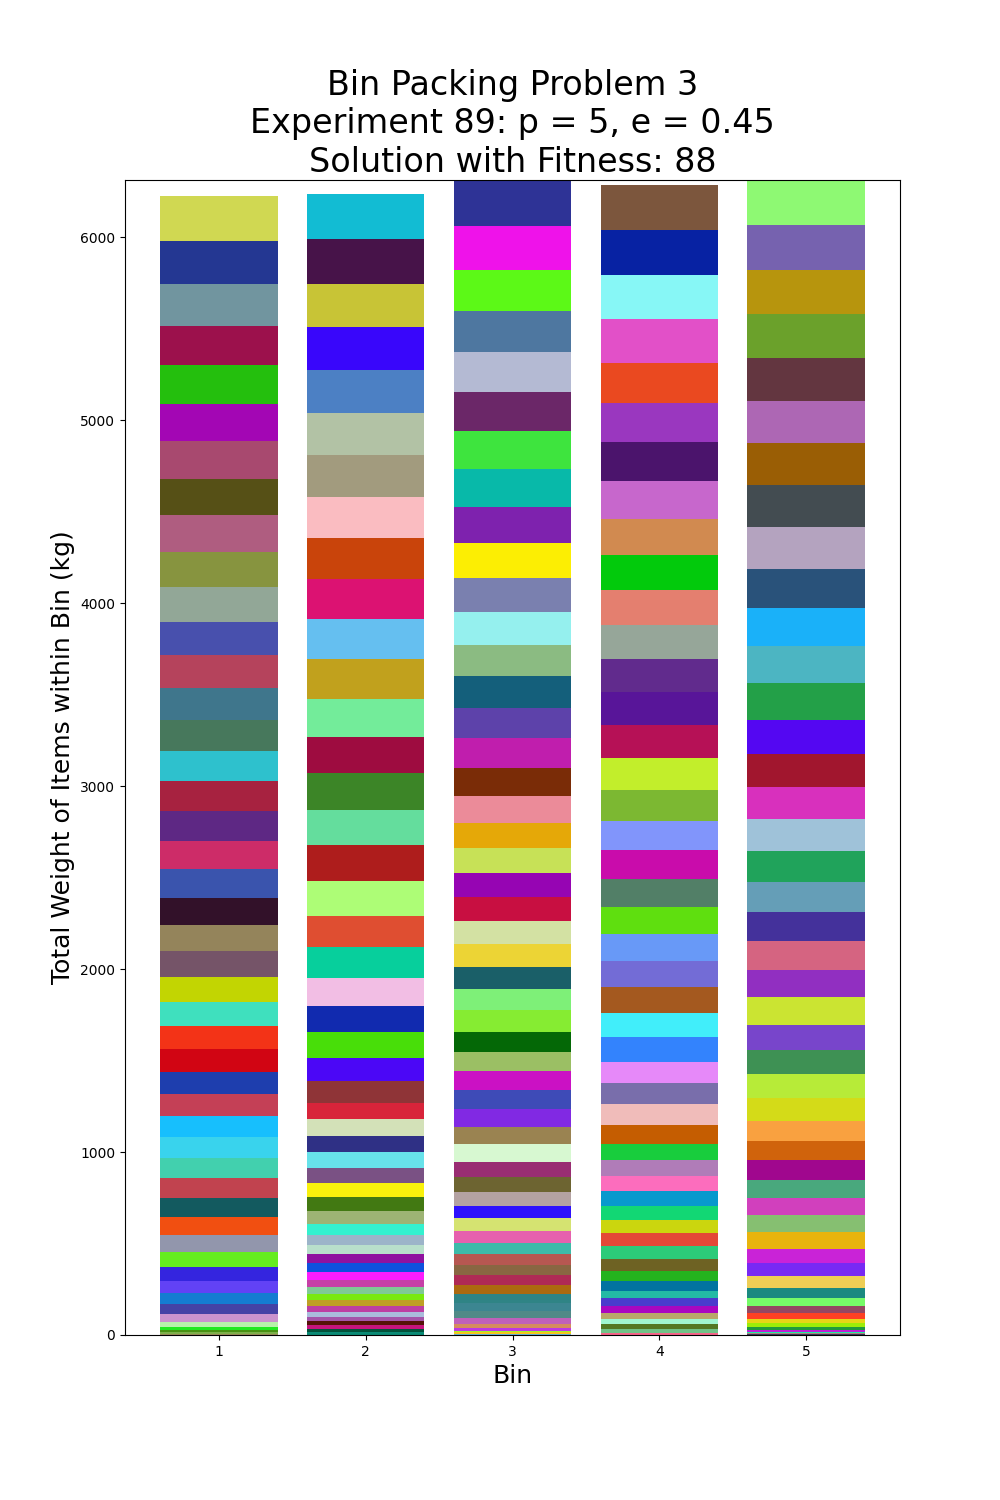 Bin Packing Problem 3
Experiment 89: p = 5, e = 0.45
Solution with Fitness: 88
Total Weight of Items within Bin (kg)
6000
5000
4000
3000
2000
1000
0
1 2 3 4 5
Bin